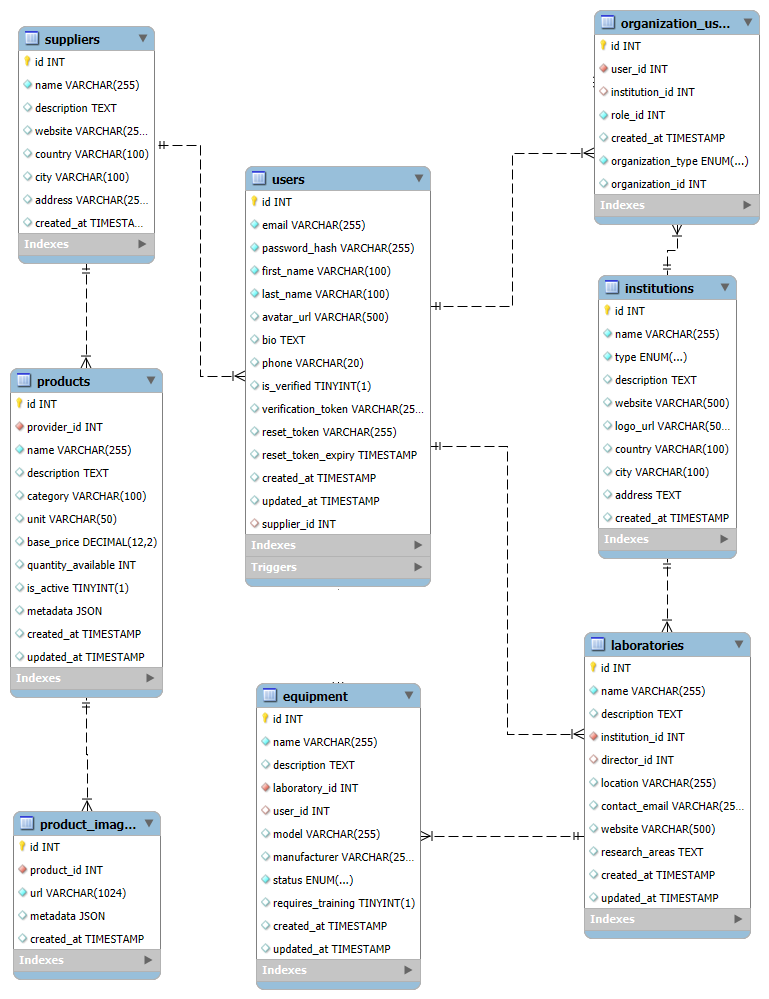 suppliers
id INT
name VARCHAR(255)
description TEXT
website VARCHAR(25...
country VARCHAR(100)
city VARCHAR(100)
address VARCHAR(25...
created_at TIMESTA...
Indexes
products
id INT
provider_id INT
name VARCHAR(255)
description TEXT
category VARCHAR(100)
unit VARCHAR(50)
base_price DECIMAL(12,2)
quantity_available INT
is_active TINYINT(1)
metadata JSON
created_at TIMESTAMP
updated_at TIMESTAMP
Indexes
product_imag...
id INT
product_id INT
url VARCHAR(1024)
metadata JSON
created_at TIMESTAMP
Indexes
users
id INT
email VARCHAR(255)
password_hash VARCHAR(255)
first_name VARCHAR(100)
last_name VARCHAR(100)
avatar_url VARCHAR(500)
bio TEXT
phone VARCHAR(20)
is_verified TINYINT(1)
verification_token VARCHAR(25...
reset_token VARCHAR(255)
reset_token_expiry TIMESTAMP
created_at TIMESTAMP
updated_at TIMESTAMP
supplier_id INT
Indexes
Triggers
equipment
id INT
name VARCHAR(255)
description TEXT
laboratory_id INT
user_id INT
model VARCHAR(255)
manufacturer VARCHAR(25...
status ENUM(...)
requires_training TINYINT(1)
created_at TIMESTAMP
updated_at TIMESTAMP
Indexes
organization_us...
id INT
user_id INT
institution_id INT
role_id INT
created_at TIMESTAMP
organization_type ENUM(...)
organization_id INT
Indexes
institutions
id INT
name VARCHAR(255)
type ENUM(...)
description TEXT
website VARCHAR(500)
logo_url VARCHAR(50...
country VARCHAR(100)
city VARCHAR(100)
address TEXT
created_at TIMESTAMP
Indexes
laboratories
id INT
name VARCHAR(255)
description TEXT
institution_id INT
director_id INT
location VARCHAR(255)
contact_email VARCHAR(25...
website VARCHAR(500)
research_areas TEXT
created_at TIMESTAMP
updated_at TIMESTAMP
Indexes